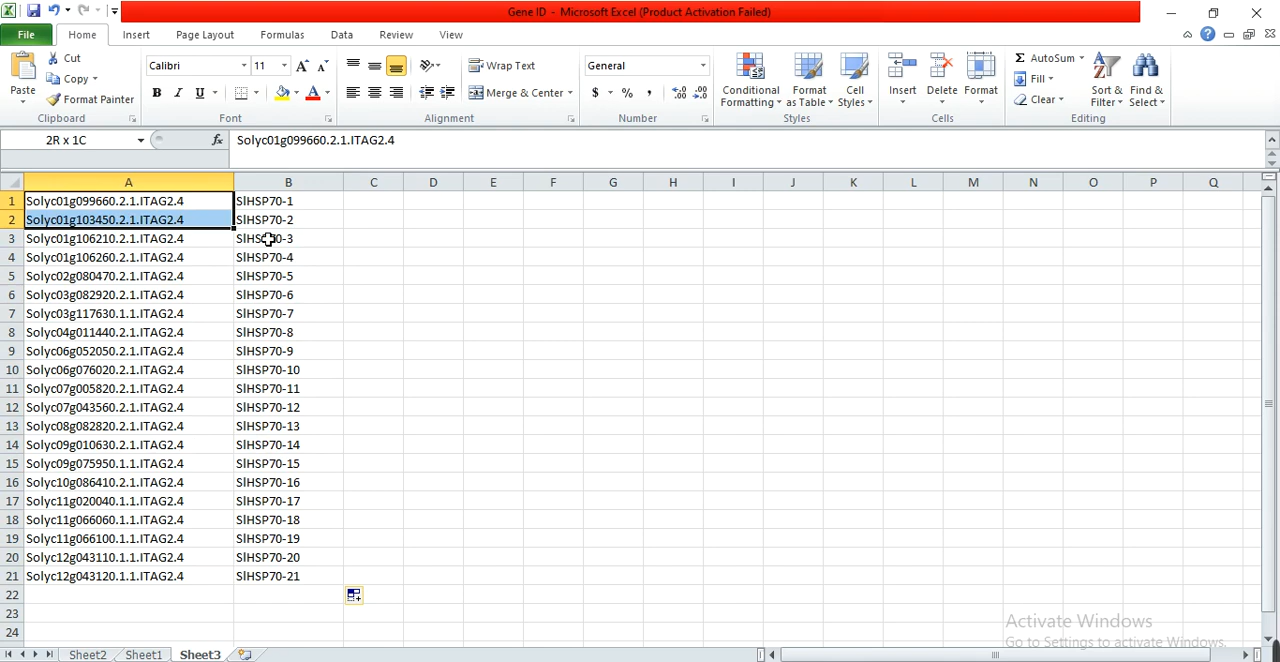 Gene ID - Microsoft Excel (Product Activation Failed)
File Home Insert Page Layout Formulas Data Review View
Paste Cut Copy Format Painter Clipboard
Calibri 11 B I U A A A Font
Wrap Text Merge & Center Alignment
General $ % , .0 .00 .00 .0 Number
Conditional Formatting Format as Table Cell Styles Styles
Insert Delete Format Cells
Σ AutoSum Fill Clear Sort & Filter Find & Select Editing
2R x 1C fx Solyc01g099660.2.1.ITAG2.4
A B C D E F G H I J K L M N O P Q
1 Solyc01g099660.2.1.ITAG2.4 SlHSP70-1
2 Solyc01g103450.2.1.ITAG2.4 SlHSP70-2
3 Solyc01g106210.2.1.ITAG2.4 SlHSP70-3
4 Solyc01g106260.2.1.ITAG2.4 SlHSP70-4
5 Solyc02g080470.2.1.ITAG2.4 SlHSP70-5
6 Solyc03g082920.2.1.ITAG2.4 SlHSP70-6
7 Solyc03g117630.1.1.ITAG2.4 SlHSP70-7
8 Solyc04g011440.2.1.ITAG2.4 SlHSP70-8
9 Solyc06g052050.2.1.ITAG2.4 SlHSP70-9
10 Solyc06g076020.2.1.ITAG2.4 SlHSP70-10
11 Solyc07g005820.2.1.ITAG2.4 SlHSP70-11
12 Solyc07g043560.2.1.ITAG2.4 SlHSP70-12
13 Solyc08g082820.2.1.ITAG2.4 SlHSP70-13
14 Solyc09g010630.2.1.ITAG2.4 SlHSP70-14
15 Solyc09g075950.1.1.ITAG2.4 SlHSP70-15
16 Solyc10g086410.2.1.ITAG2.4 SlHSP70-16
17 Solyc11g020040.1.1.ITAG2.4 SlHSP70-17
18 Solyc11g066060.1.1.ITAG2.4 SlHSP70-18
19 Solyc11g066100.1.1.ITAG2.4 SlHSP70-19
20 Solyc12g043110.1.1.ITAG2.4 SlHSP70-20
21 Solyc12g043120.1.1.ITAG2.4 SlHSP70-21
22
23
24
Activate Windows
Go to Settings to activate Windows.
Sheet2 Sheet1 Sheet3